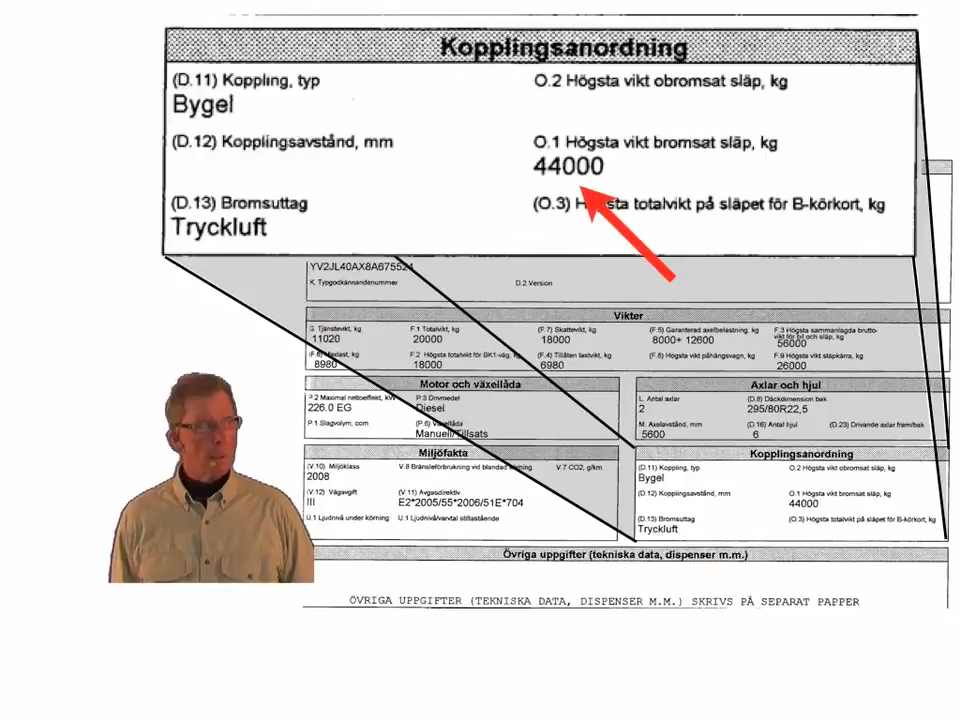 Kopplingsanordning
(D.11) Koppling, typ O.2 Högsta vikt obromsat släp, kg
Bygel
(D.12) Kopplingsavstånd, mm O.1 Högsta vikt bromsat släp, kg
44000
(D.13) Bromsuttag (O.3) Högsta totalvikt på släpet för B-körkort, kg
Tryckluft
K. Typgodkännandenummer D.2 Version
Vikter
G. Tjänstevikt, kg F.1 Totalvikt, kg (F.7) Skattevikt, kg (F.5) Garanterad axelbelastning, kg F.3 Högsta sammanlagda brutto-
vikt för bil och släp, kg
11020 20000 18000 8000+ 12600 56000
(F.6) Maxlast, kg F.2 Högsta totalvikt för BK1-väg, kg (F.4) Tillåten lastvikt, kg (F.8) Högsta vikt påhängsvagn, kg F.9 Högsta vikt släpkärra, kg
8980 18000 6980 26000
Motor och växellåda Axlar och hjul
P.2 Maximal nettoeffekt, kW P.3 Drivmedel L. Antal axlar (D.8) Däckdimension bak
226.0 EG Diesel 2 295/80R22,5
P.1 Slagvolym, ccm (P.6) Växellåda M. Axelavstånd, mm (D.16) Antal hjul (D.23) Drivande axlar fram/bak
Manuell/Tillsats 5600 6
Miljöfakta Kopplingsanordning
(V.10) Miljöklass V.8 Bränsleförbrukning vid blandad körning V.7 CO2, g/km (D.11) Koppling, typ O.2 Högsta vikt obromsat släp, kg
2008 Bygel
(V.12) Vägavgift (V.11) Avgasdirektiv (D.12) Kopplingsavstånd, mm O.1 Högsta vikt bromsat släp, kg
III E2*2005/55*2006/51E*704 44000
U.1 Ljudnivå under körning U.1 Ljudnivå/varvtal stillastående (D.13) Bromsuttag (O.3) Högsta totalvikt på släpet för B-körkort, kg
Tryckluft
Övriga uppgifter (tekniska data, dispenser m.m.)
ÖVRIGA UPPGIFTER (TEKNISKA DATA, DISPENSER M.M.) SKRIVS PÅ SEPARAT PAPPER